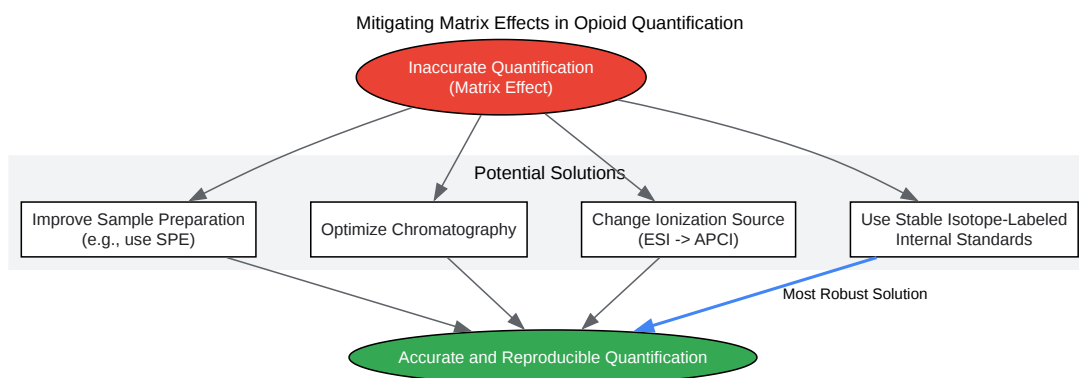 Mitigating Matrix Effects in Opioid Quantification
Inaccurate Quantification
(Matrix Effect)
Potential Solutions
Improve Sample Preparation
(e.g., use SPE)
Optimize Chromatography
Change Ionization Source
(ESI -> APCI)
Use Stable Isotope-Labeled
Internal Standards
Most Robust Solution
Accurate and Reproducible Quantification